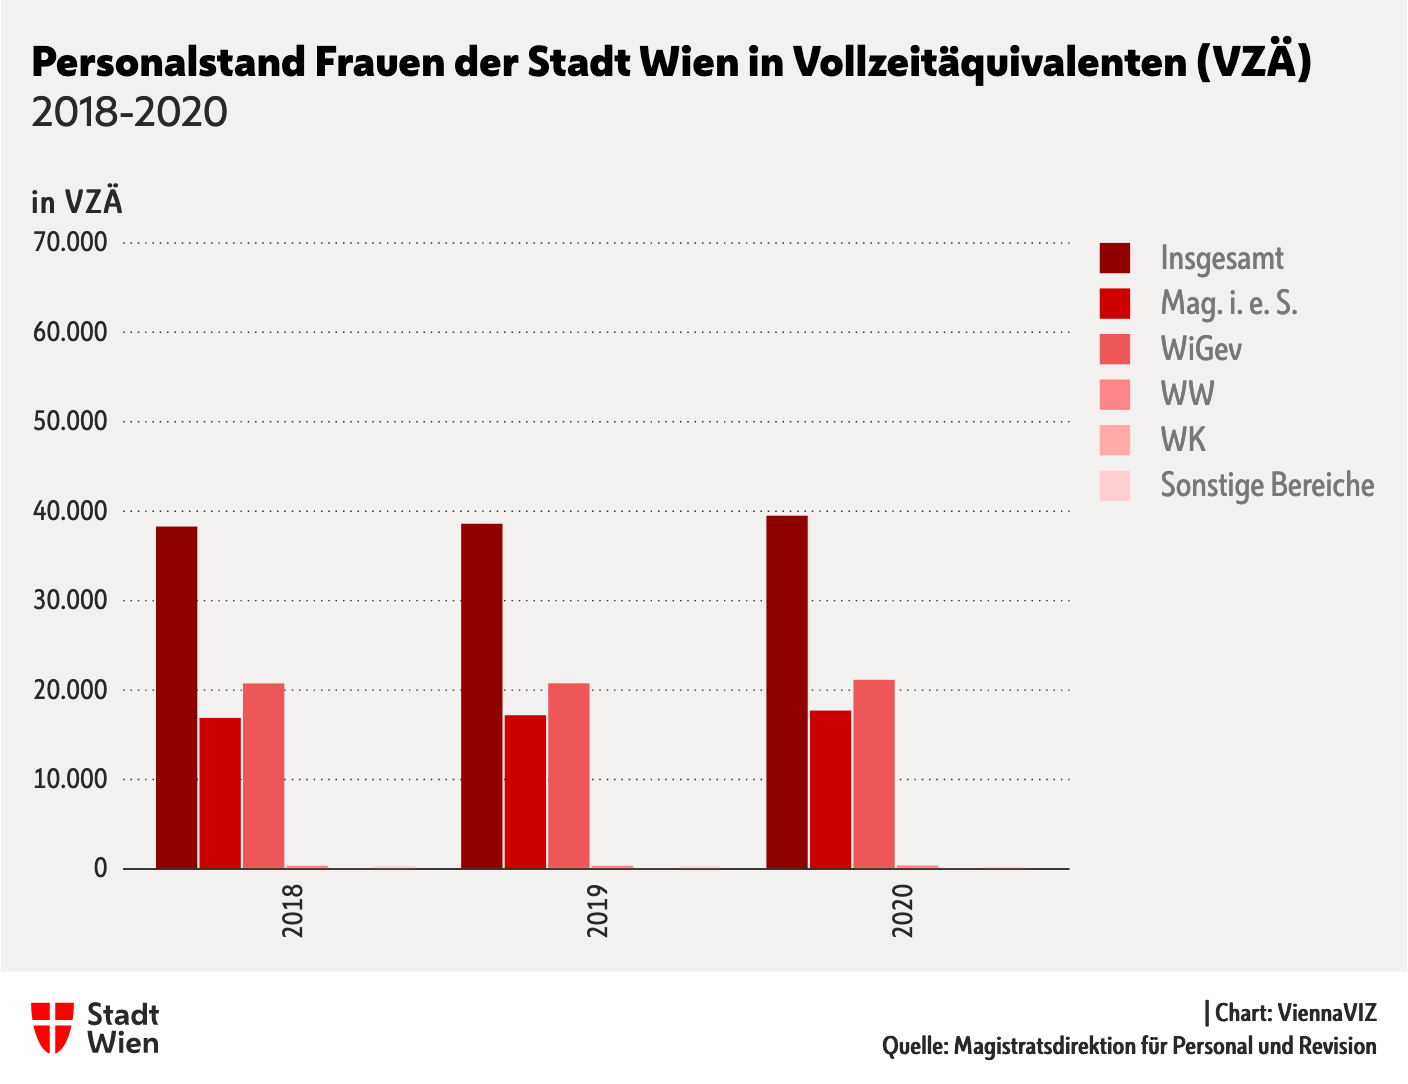 Personalstand Frauen der Stadt Wien in Vollzeitäquivalenten (VZÄ)
2018-2020
in VZÄ
70.000
60.000
50.000
40.000
30.000
20.000
10.000
0
2018
2019
2020
Insgesamt
Mag. i. e. S.
WiGev
WW
WK
Sonstige Bereiche
Stadt
Wien
| Chart: ViennaVIZ
Quelle: Magistratsdirektion für Personal und Revision